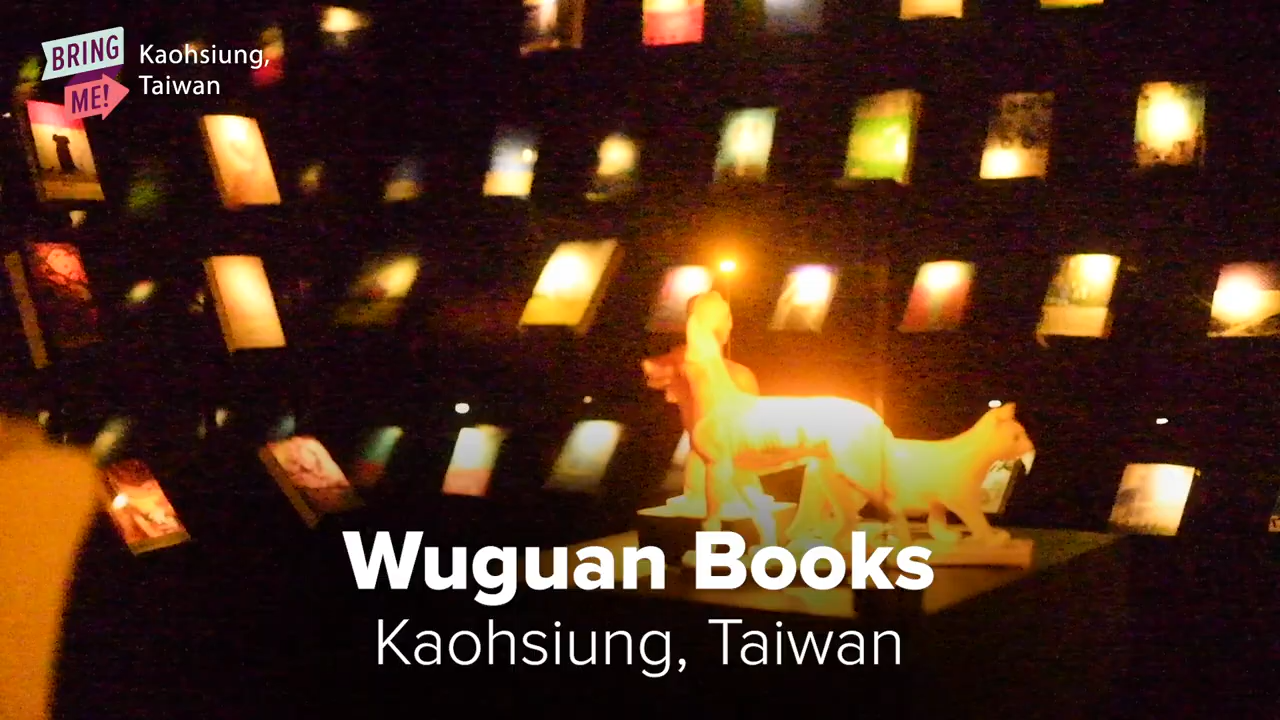 BRING
ME!
Kaohsiung,
Taiwan
Wuguan Books
Kaohsiung, Taiwan